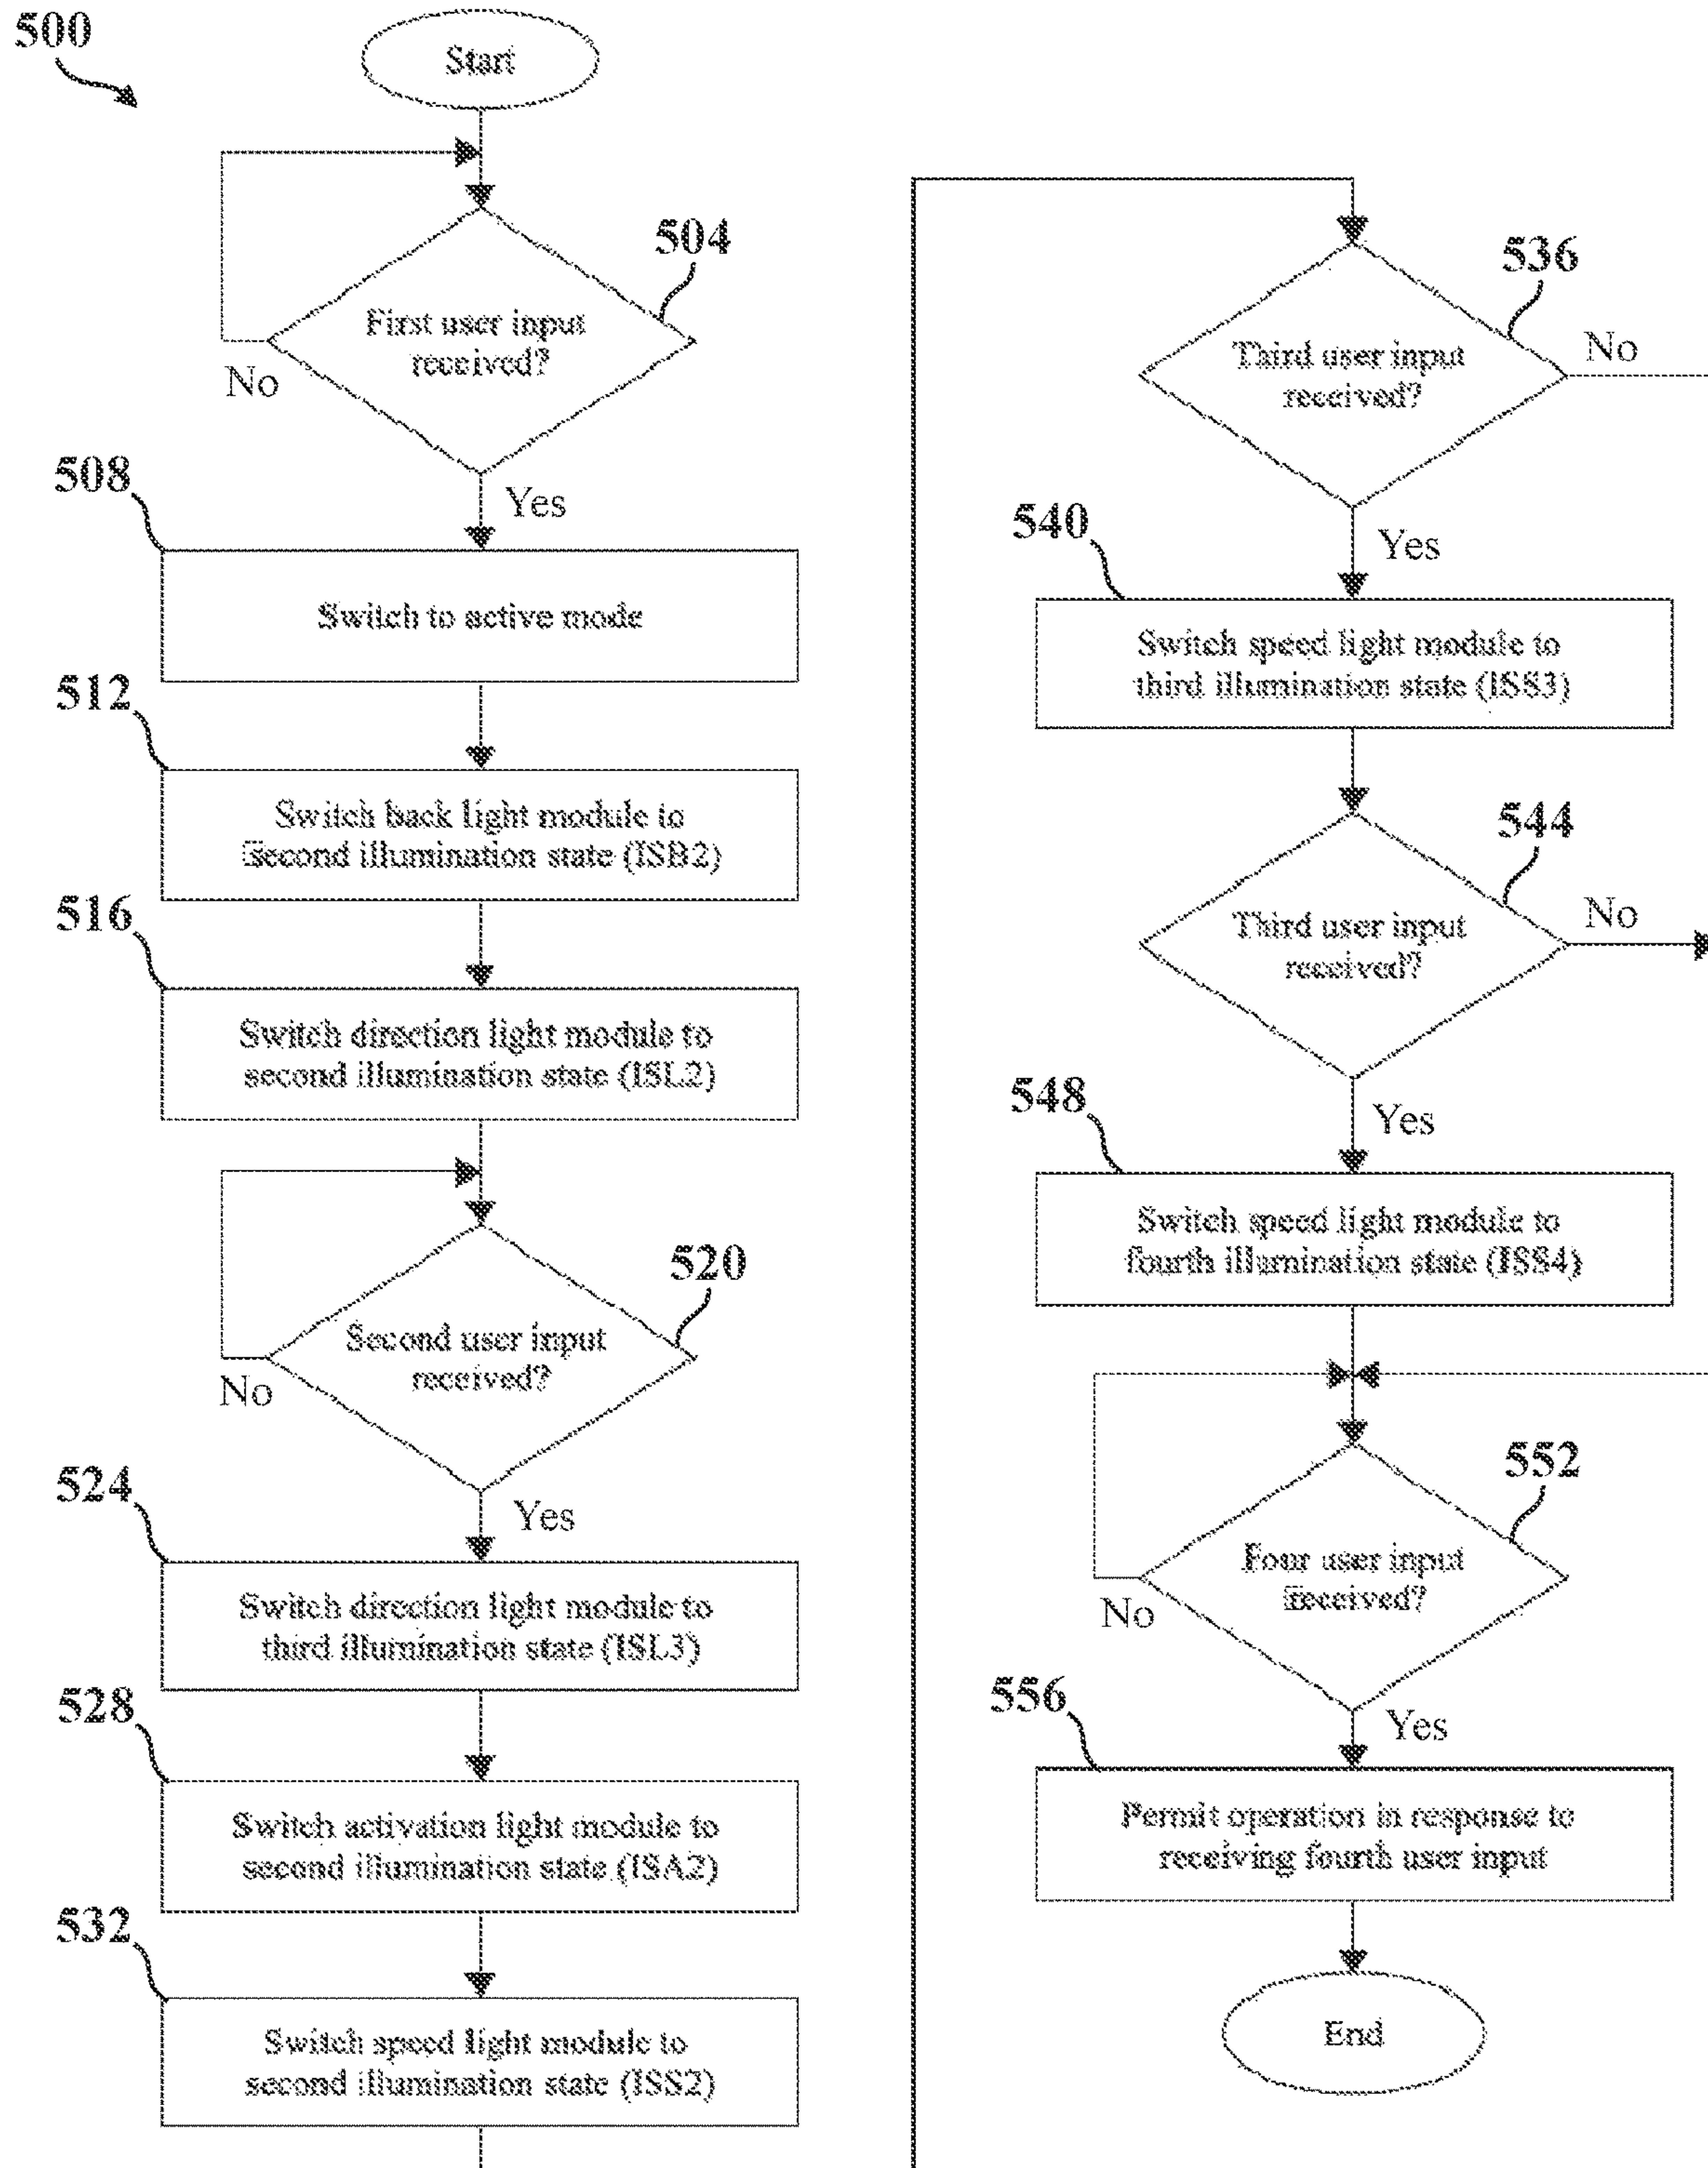 500
Start
504
First user input
received?
No
Yes
508
Switch to active mode
512
Switch back light module to
second illumination state (ISB2)
516
Switch direction light module to
second illumination state (ISL2)
520
Second user input
received?
No
Yes
524
Switch direction light module to
third illumination state (ISL3)
528
Switch activation light module to
second illumination state (ISA2)
532
Switch speed light module to
second illumination state (ISS2)
536
Third user input
received?
No
Yes
540
Switch speed light module to
third illumination state (ISS3)
544
Third user input
received?
No
Yes
548
Switch speed light module to
fourth illumination state (ISS4)
552
Four user input
received?
No
Yes
556
Permit operation in response to
receiving fourth user input
End